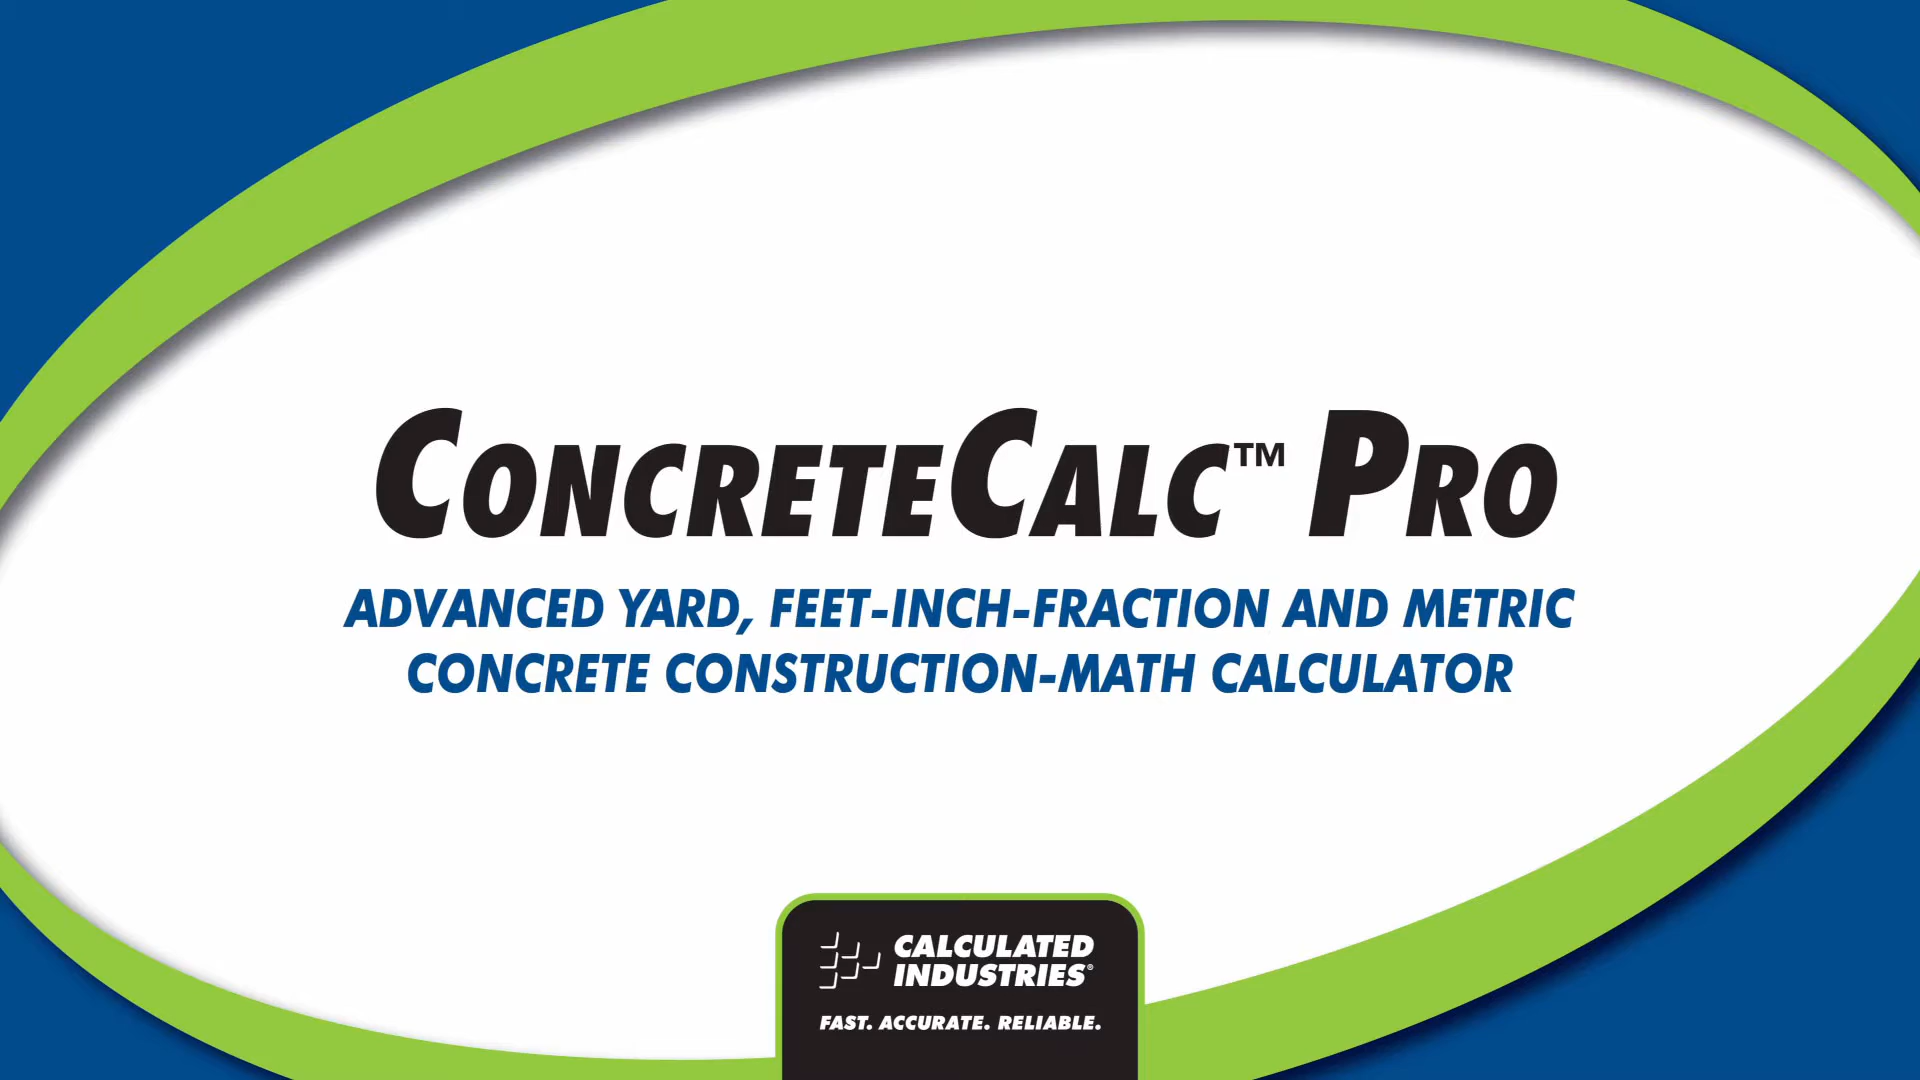 CONCRETECALC™ PRO
ADVANCED YARD, FEET-INCH-FRACTION AND METRIC
CONCRETE CONSTRUCTION-MATH CALCULATOR
CALCULATED
INDUSTRIES®
FAST. ACCURATE. RELIABLE.